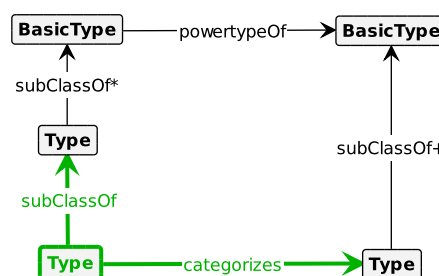 BasicType powertypeOf BasicType
subClassOf*
Type
subClassOf+
subClassOf
Type categorizes Type